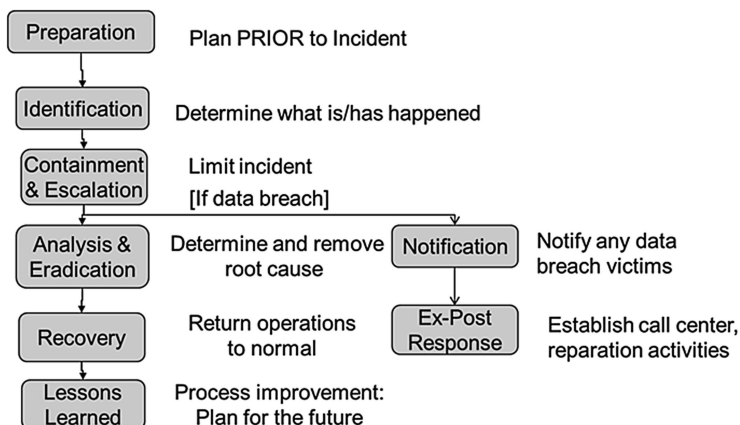 Preparation
Plan PRIOR to Incident
Identification
Determine what is/has happened
Containment
& Escalation
Limit incident
[If data breach]
Analysis &
Eradication
Determine and remove
root cause
Notification
Notify any data
breach victims
Recovery
Return operations
to normal
Ex-Post
Response
Establish call center,
reparation activities
Lessons
Learned
Process improvement:
Plan for the future